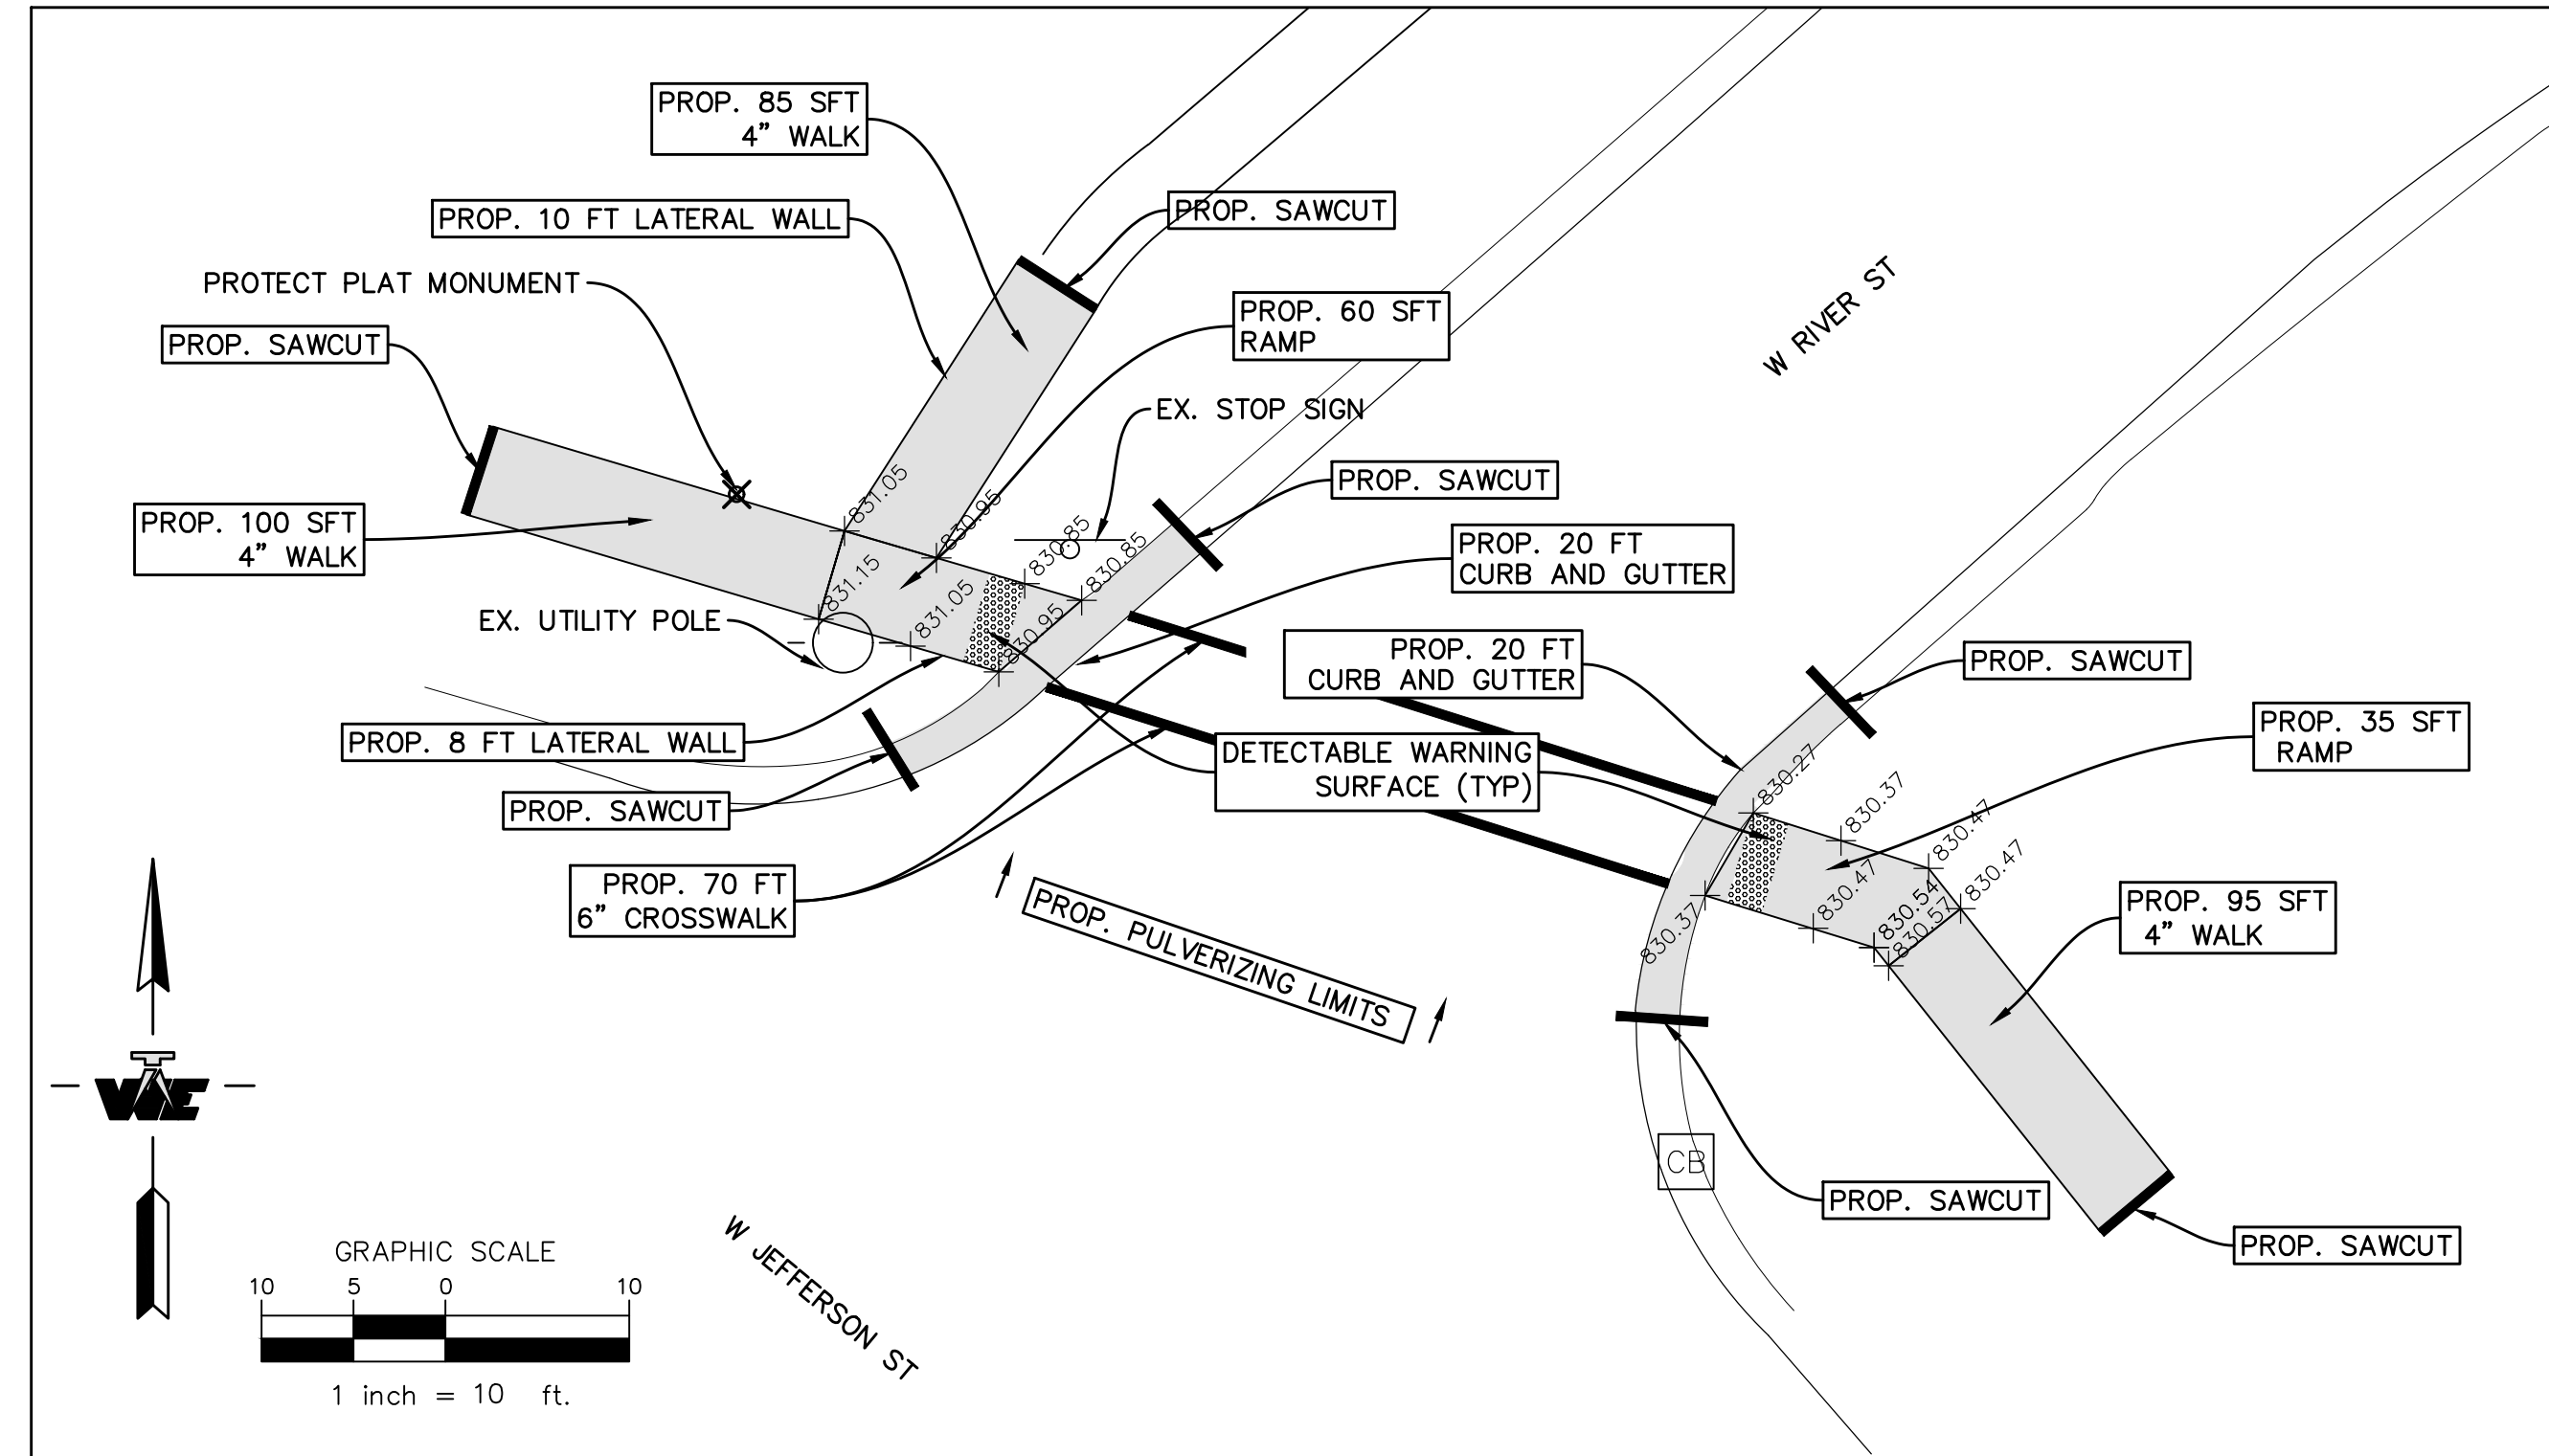 PROP. 85 SFT
4” WALK
PROP. 10 FT LATERAL WALL
PROP. SAWCUT
PROTECT PLAT MONUMENT
PROP. SAWCUT
PROP. 60 SFT
RAMP
W RIVER ST
EX. STOP SIGN
PROP. SAWCUT
PROP. 100 SFT
4” WALK
831.05
830.95
830.85
830.85
831.15
831.05
830.95
PROP. 20 FT
CURB AND GUTTER
EX. UTILITY POLE
PROP. 20 FT
CURB AND GUTTER
PROP. SAWCUT
PROP. 8 FT LATERAL WALL
DETECTABLE WARNING
SURFACE (TYP)
PROP. 35 SFT
RAMP
PROP. SAWCUT
830.27
830.37
830.47
830.47
830.47
830.54
830.57
830.37
PROP. 70 FT
6” CROSSWALK
PROP. PULVERIZING LIMITS
PROP. 95 SFT
4” WALK
WAE
CB
PROP. SAWCUT
PROP. SAWCUT
W JEFFERSON ST
GRAPHIC SCALE
10 5 0 10
1 inch = 10 ft.